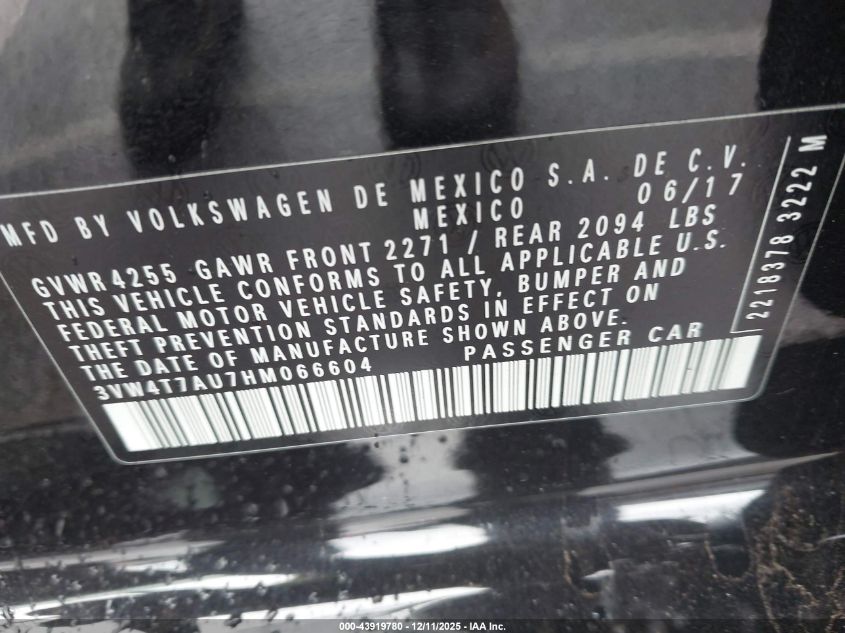 MFD BY VOLKSWAGEN DE MEXICO S.A. DE C.V.
MEXICO 06/17
GVWR 4255 GAWR FRONT 2271 / REAR 2094 LBS
THIS VEHICLE CONFORMS TO ALL APPLICABLE U.S.
FEDERAL MOTOR VEHICLE SAFETY, BUMPER AND
THEFT PREVENTION STANDARDS IN EFFECT ON
THE DATE OF MANUFACTURE SHOWN ABOVE.
3VW4T7AU7HM066604 PASSENGER CAR
2218378 3222 M
000-43919780 - 12/11/2025 - IAA Inc.